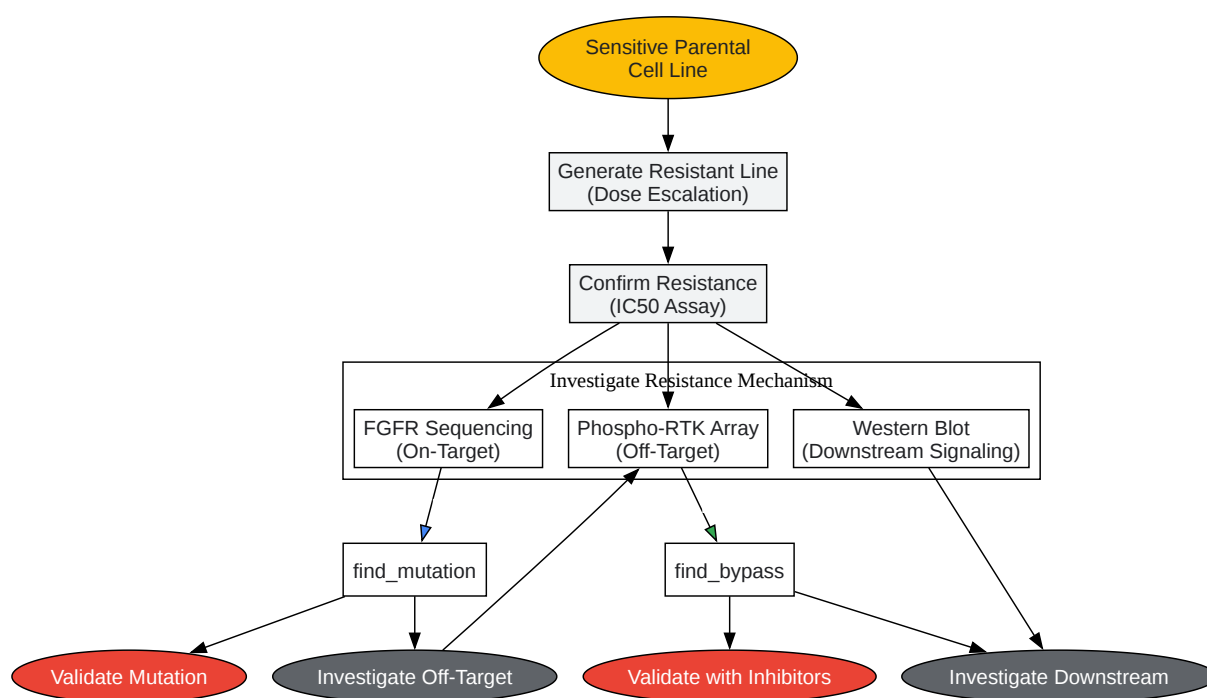 Sensitive Parental
Cell Line
Generate Resistant Line
(Dose Escalation)
Confirm Resistance
(IC50 Assay)
Investigate Resistance Mechanism
FGFR Sequencing
(On-Target)
Phospho-RTK Array
(Off-Target)
Western Blot
(Downstream Signaling)
find_mutation
find_bypass
Validate Mutation
Investigate Off-Target
Validate with Inhibitors
Investigate Downstream